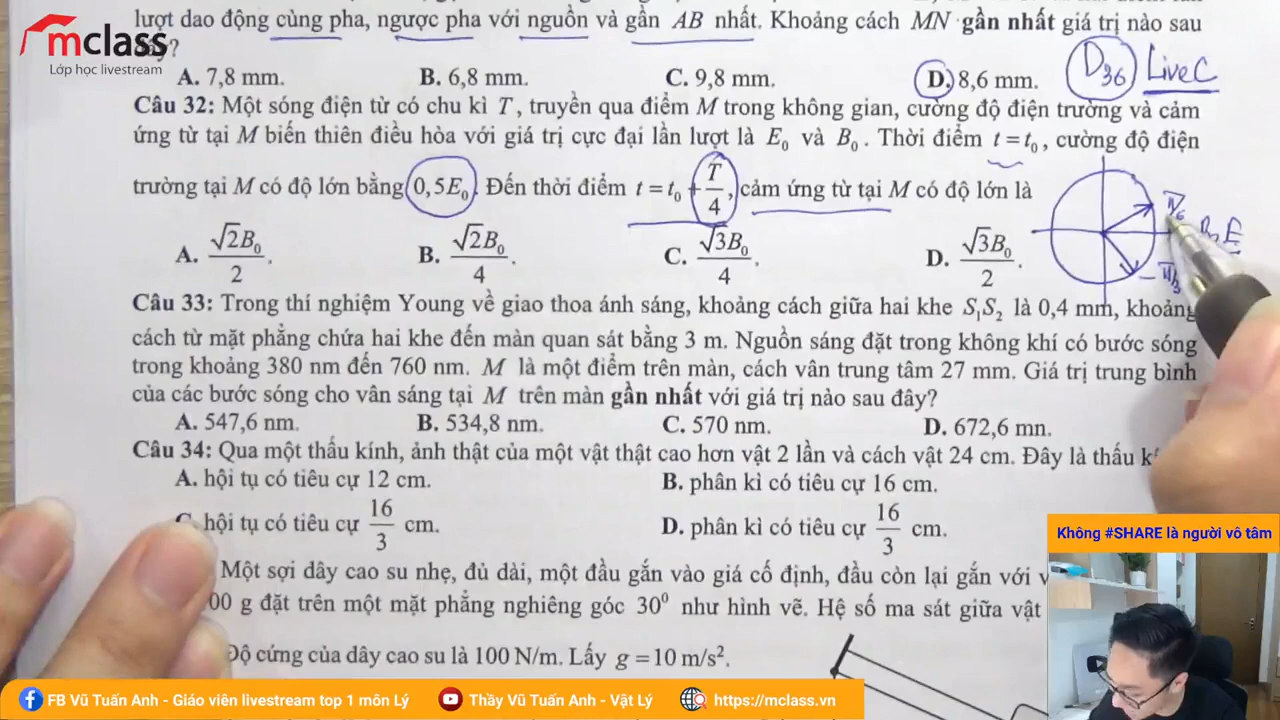 lượt dao động cùng pha, ngược pha với nguồn và gần AB nhất. Khoảng cách MN gần nhất giá trị nào sau
đây?
mclass
Lớp học livestream
A. 7,8 mm. B. 6,8 mm. C. 9,8 mm. D. 8,6 mm. D36 LiveC
Câu 32: Một sóng điện từ có chu kì T, truyền qua điểm M trong không gian, cường độ điện trường và cảm
ứng từ tại M biến thiên điều hòa với giá trị cực đại lần lượt là E₀ và B₀. Thời điểm t = t₀, cường độ điện
trường tại M có độ lớn bằng 0,5E₀. Đến thời điểm t = t₀ + T/4, cảm ứng từ tại M có độ lớn là
π/6
B, E
-π/3
A. √2B₀/2. B. √2B₀/4. C. √3B₀/4. D. √3B₀/2.
Câu 33: Trong thí nghiệm Young về giao thoa ánh sáng, khoảng cách giữa hai khe S₁S₂ là 0,4 mm, khoảng
cách từ mặt phẳng chứa hai khe đến màn quan sát bằng 3 m. Nguồn sáng đặt trong không khí có bước sóng
trong khoảng 380 nm đến 760 nm. M là một điểm trên màn, cách vân trung tâm 27 mm. Giá trị trung bình
của các bước sóng cho vân sáng tại M trên màn gần nhất với giá trị nào sau đây?
A. 547,6 nm. B. 534,8 nm. C. 570 nm. D. 672,6 mn.
Câu 34: Qua một thấu kính, ảnh thật của một vật thật cao hơn vật 2 lần và cách vật 24 cm. Đây là thấu
A. hội tụ có tiêu cự 12 cm. B. phân kì có tiêu cự 16 cm.
C. hội tụ có tiêu cự 16/3 cm. D. phân kì có tiêu cự 16/3 cm.
Không #SHARE là người vô tâm
Một sợi dây cao su nhẹ, đủ dài, một đầu gắn vào giá cố định, đầu còn lại gắn với
00 g đặt trên một mặt phẳng nghiêng góc 30⁰ như hình vẽ. Hệ số ma sát giữa vật
Độ cứng của dây cao su là 100 N/m. Lấy g = 10 m/s².
FB Vũ Tuấn Anh - Giáo viên livestream top 1 môn Lý Thầy Vũ Tuấn Anh - Vật Lý https://mclass.vn